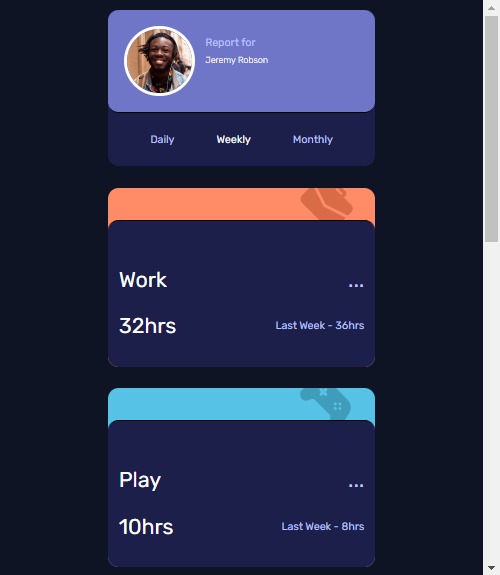 Report for
Jeremy Robson
Daily Weekly Monthly
Work ...
32hrs Last Week - 36hrs
Play ...
10hrs Last Week - 8hrs